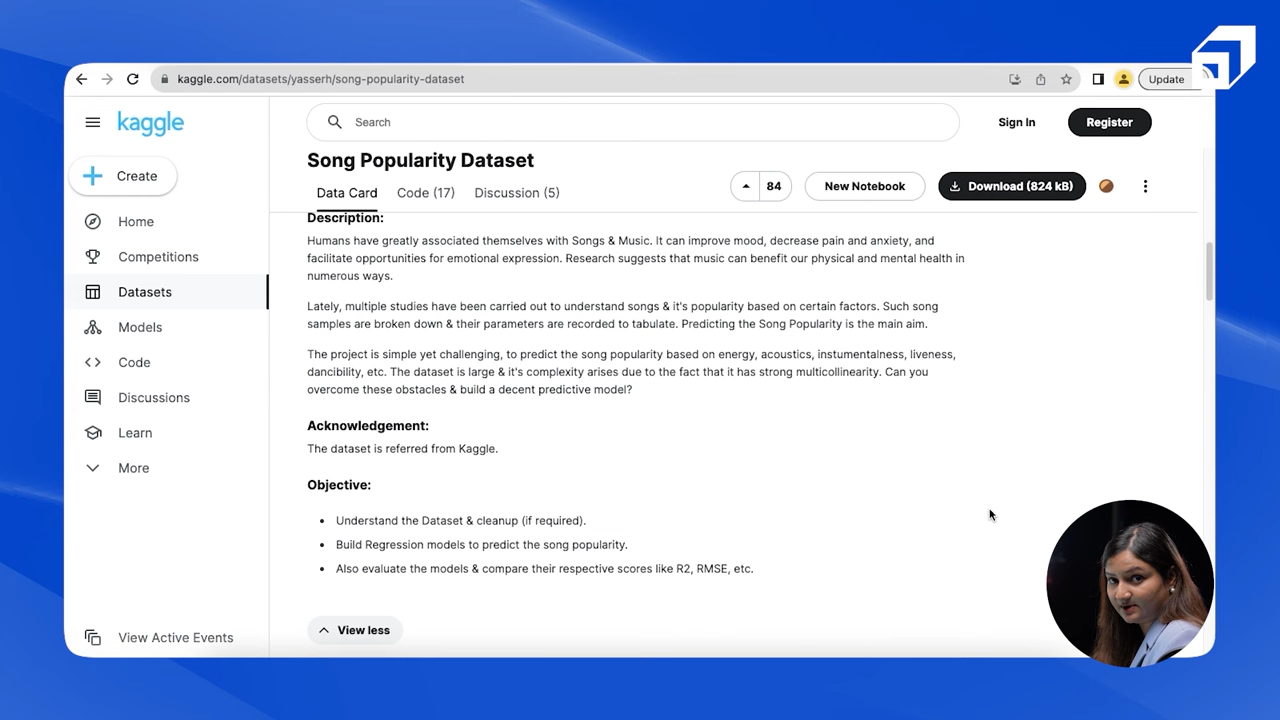 kaggle.com/datasets/yasserh/song-popularity-dataset
Update
kaggle
Search
Sign In
Register
Create
Home
Competitions
Datasets
Models
Code
Discussions
Learn
More
View Active Events
Song Popularity Dataset
Data Card
Code (17)
Discussion (5)
84
New Notebook
Download (824 kB)
Description:
Humans have greatly associated themselves with Songs & Music. It can improve mood, decrease pain and anxiety, and
facilitate opportunities for emotional expression. Research suggests that music can benefit our physical and mental health in
numerous ways.
Lately, multiple studies have been carried out to understand songs & it's popularity based on certain factors. Such song
samples are broken down & their parameters are recorded to tabulate. Predicting the Song Popularity is the main aim.
The project is simple yet challenging, to predict the song popularity based on energy, acoustics, instumentalness, liveness,
dancibility, etc. The dataset is large & it's complexity arises due to the fact that it has strong multicollinearity. Can you
overcome these obstacles & build a decent predictive model?
Acknowledgement:
The dataset is referred from Kaggle.
Objective:
• Understand the Dataset & cleanup (if required).
• Build Regression models to predict the song popularity.
• Also evaluate the models & compare their respective scores like R2, RMSE, etc.
View less